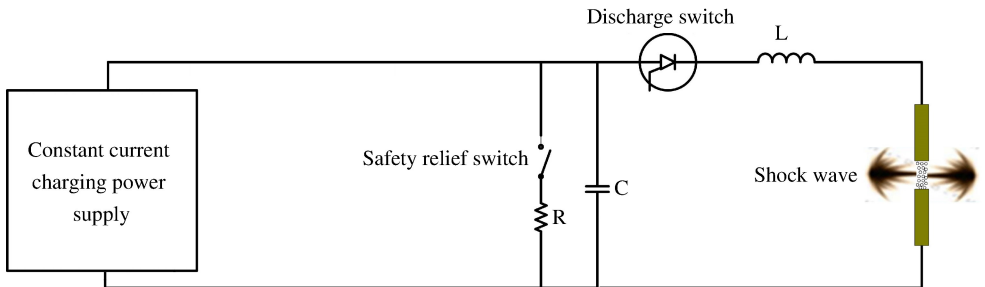 Discharge switch
L
Constant current
charging power
supply
Safety relief switch
C
R
Shock wave